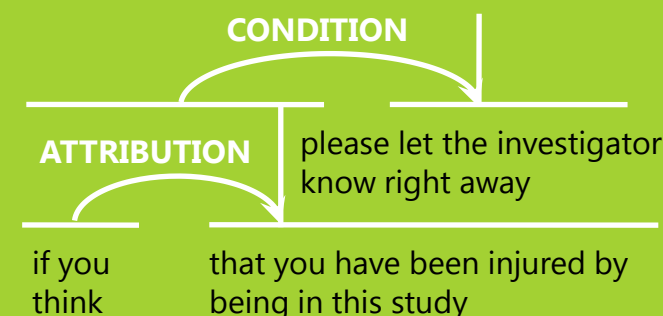 CONDITION
ATTRIBUTION
please let the investigator
know right away
if you
think
that you have been injured by
being in this study